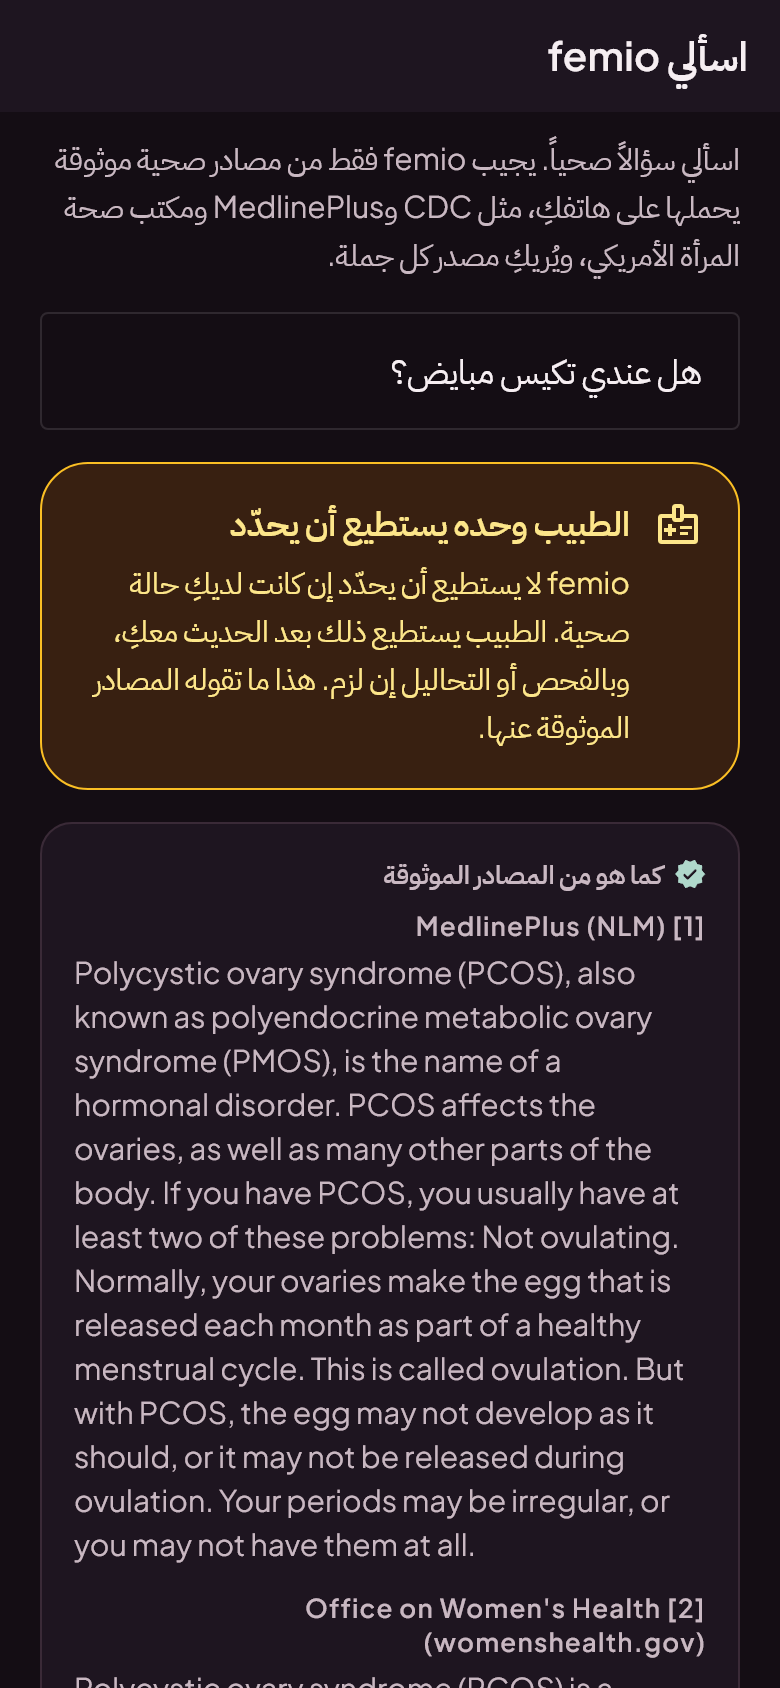 اسألي femio
اسألي سؤالاً صحياً. يجيب femio فقط من مصادر صحية موثوقة
يحملها على هاتفكِ، مثل CDC وMedlinePlus ومكتب صحة
المرأة الأمريكي، ويُريكِ مصدر كل جملة.
هل عندي تكيس مبايض؟
الطبيب وحده يستطيع أن يحدّد
femio لا يستطيع أن يحدّد إن كانت لديكِ حالة
صحية. الطبيب يستطيع ذلك بعد الحديث معكِ،
وبالفحص أو التحاليل إن لزم. هذا ما تقوله المصادر
الموثوقة عنها.
كما هو من المصادر الموثوقة
MedlinePlus (NLM) [1]
Polycystic ovary syndrome (PCOS), also
known as polyendocrine metabolic ovary
syndrome (PMOS), is the name of a
hormonal disorder. PCOS affects the
ovaries, as well as many other parts of the
body. If you have PCOS, you usually have at
least two of these problems: Not ovulating.
Normally, your ovaries make the egg that is
released each month as part of a healthy
menstrual cycle. This is called ovulation. But
with PCOS, the egg may not develop as it
should, or it may not be released during
ovulation. Your periods may be irregular, or
you may not have them at all.
Office on Women's Health [2]
(womenshealth.gov)
Polycystic ovary syndrome (PCOS) is a